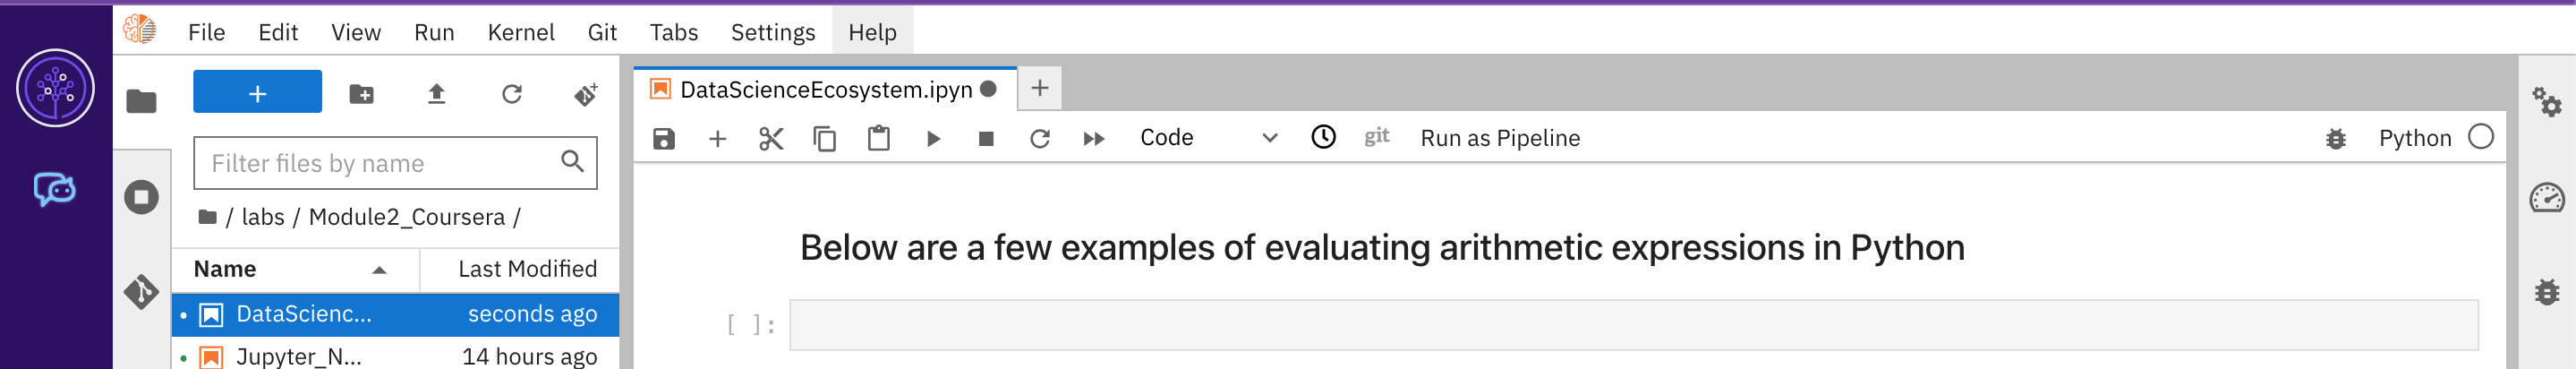 File Edit View Run Kernel Git Tabs Settings Help
+
Filter files by name
/ labs / Module2_Coursera /
Name Last Modified
DataScienc... seconds ago
Jupyter_N... 14 hours ago
DataScienceEcosystem.ipyn
Code git Run as Pipeline Python
Below are a few examples of evaluating arithmetic expressions in Python
[ ]: